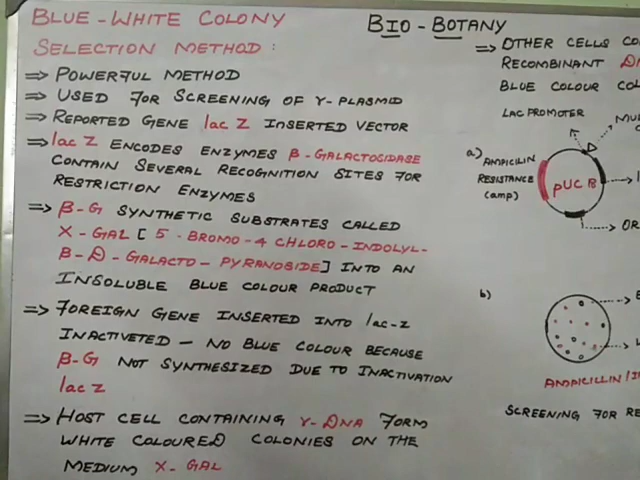 BLUE-WHITE COLONY
SELECTION METHOD:
⇒ POWERFUL METHOD
⇒ USED FOR SCREENING OF r-PLASMID
⇒ REPORTED GENE lac Z INSERTED VECTOR
⇒ lac Z ENCODES ENZYMES β-GALACTOSIDASE
CONTAIN SEVERAL RECOGNITION SITES FOR
RESTRICTION ENZYMES
⇒ β-G SYNTHETIC SUBSTRATES CALLED
X-GAL [5-BROMO-4 CHLORO-INDOLYL-
β-D-GALACTO-PYRANOSIDE] INTO AN
INSOLUBLE BLUE COLOUR PRODUCT
⇒ FOREIGN GENE INSERTED INTO lac-z
INACTIVETED - NO BLUE COLOUR BECAUSE
β-G NOT SYNTHESIZED DUE TO INACTIVATION
lac z
⇒ HOST CELL CONTAINING r-DNA FORM
WHITE COLOURED COLONIES ON THE
MEDIUM X-GAL
BIO-BOTANY
⇒ OTHER CELLS
RECOMBINANT
BLUE COLOUR
LAC PROMOTER
a) AMPICILIN
RESISTANCE
(amp)
pUC
OR
b)
AMPICILLIN
SCREENING FOR